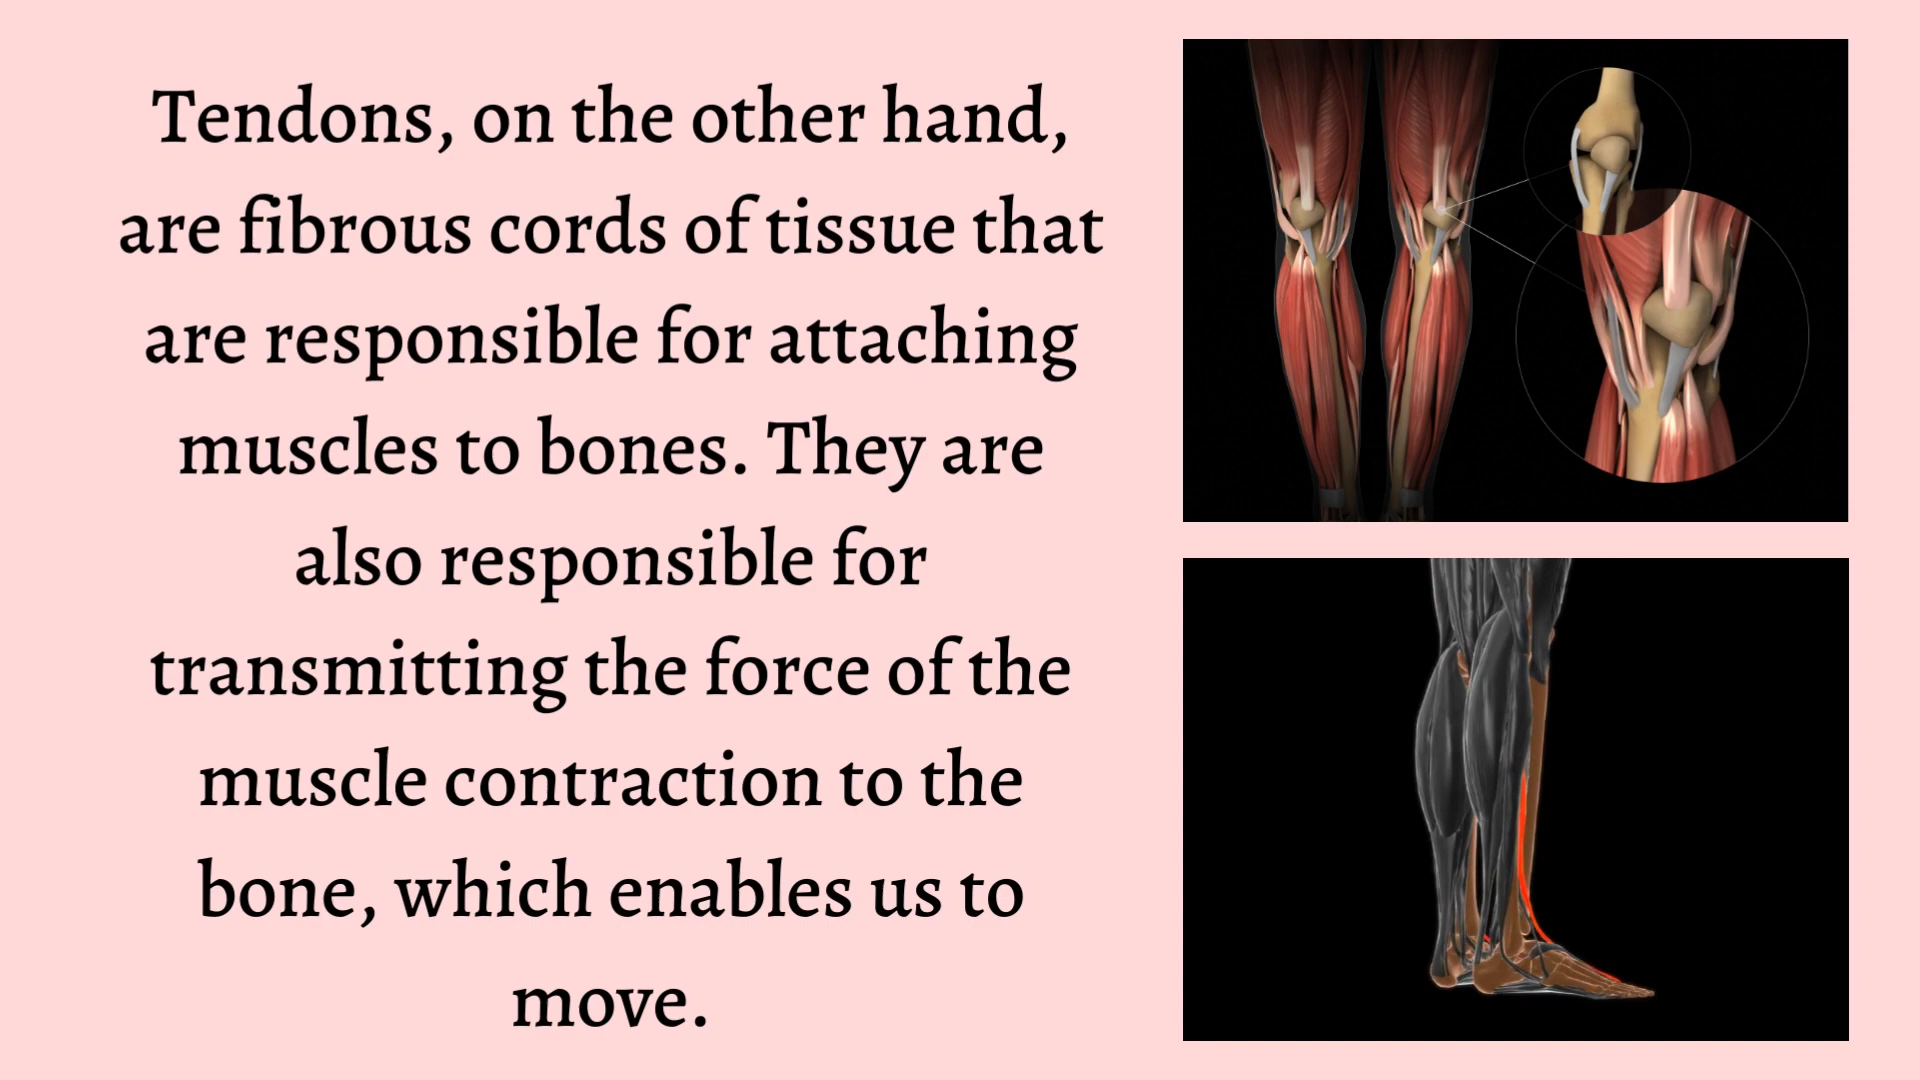 Tendons, on the other hand,
are fibrous cords of tissue that
are responsible for attaching
muscles to bones. They are
also responsible for
transmitting the force of the
muscle contraction to the
bone, which enables us to
move.